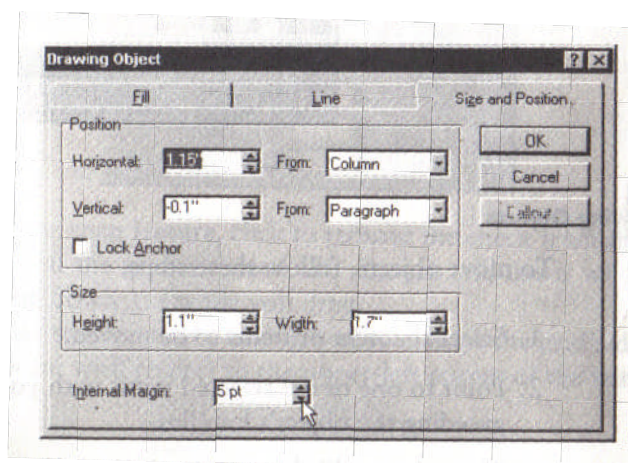 Drawing Object
Fill Line Size and Position
Position
Horizontal: 1.15" From: Column
OK
Vertical: -0.1" From: Paragraph
Cancel
Lock Anchor
Callout...
Size
Height: 1.1" Width: 1.7"
Internal Margin: 5 pt